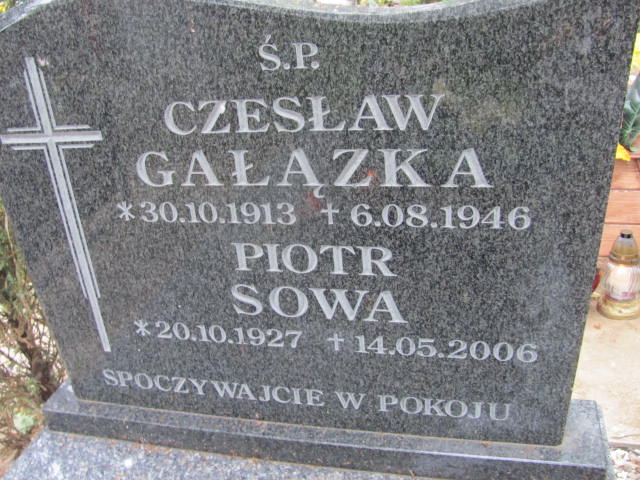 Ś.P.
CZESŁAW
GAŁĄZKA
*30.10.1913 +6.08.1946
PIOTR
SOWA
*20.10.1927 +14.05.2006
SPOCZYWAJCIE W POKOJU